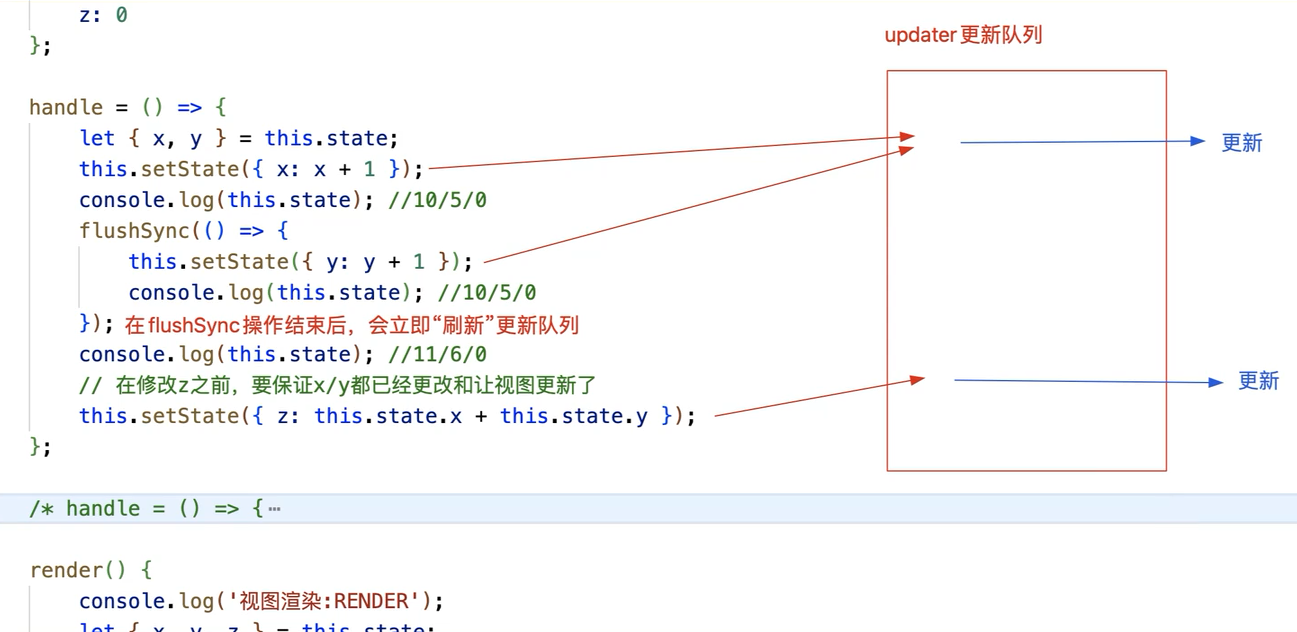 z: 0
};
updater更新队列
handle = () => {
let { x, y } = this.state;
this.setState({ x: x + 1 });
更新
console.log(this.state); //10/5/0
flushSync(() => {
this.setState({ y: y + 1 });
console.log(this.state); //10/5/0
}); 在flushSync操作结束后，会立即“刷新”更新队列
console.log(this.state); //11/6/0
// 在修改z之前，要保证x/y都已经更改和让视图更新了
更新
this.setState({ z: this.state.x + this.state.y });
};
/* handle = () => {⋯
render() {
console.log('视图渲染:RENDER');
let { x, y, z } = this.state;